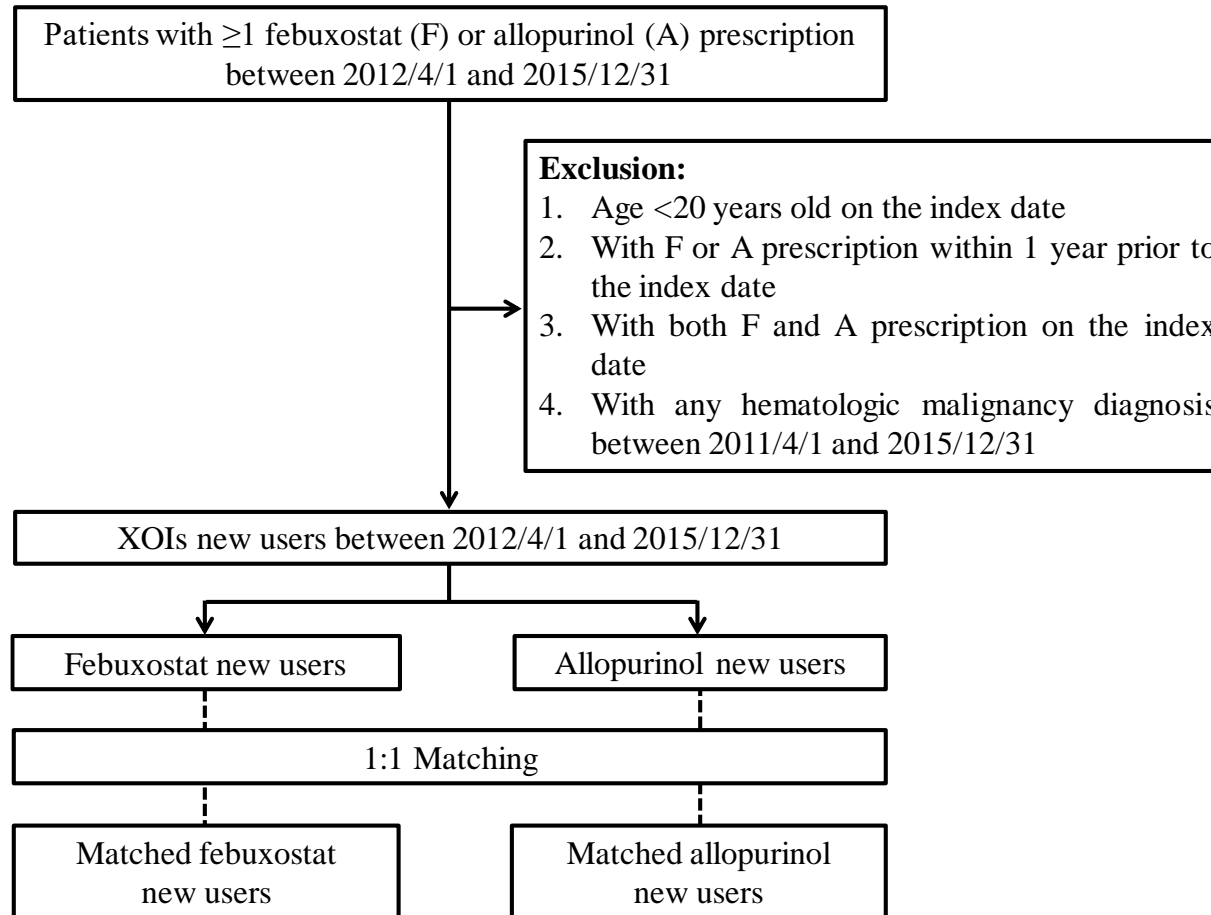 Patients with ≥1 febuxostat (F) or allopurinol (A) prescription
between 2012/4/1 and 2015/12/31
Exclusion:
1. Age <20 years old on the index date
2. With F or A prescription within 1 year prior to
the index date
3. With both F and A prescription on the index
date
4. With any hematologic malignancy diagnosis
between 2011/4/1 and 2015/12/31
XOIs new users between 2012/4/1 and 2015/12/31
Febuxostat new users
Allopurinol new users
1:1 Matching
Matched febuxostat
new users
Matched allopurinol
new users